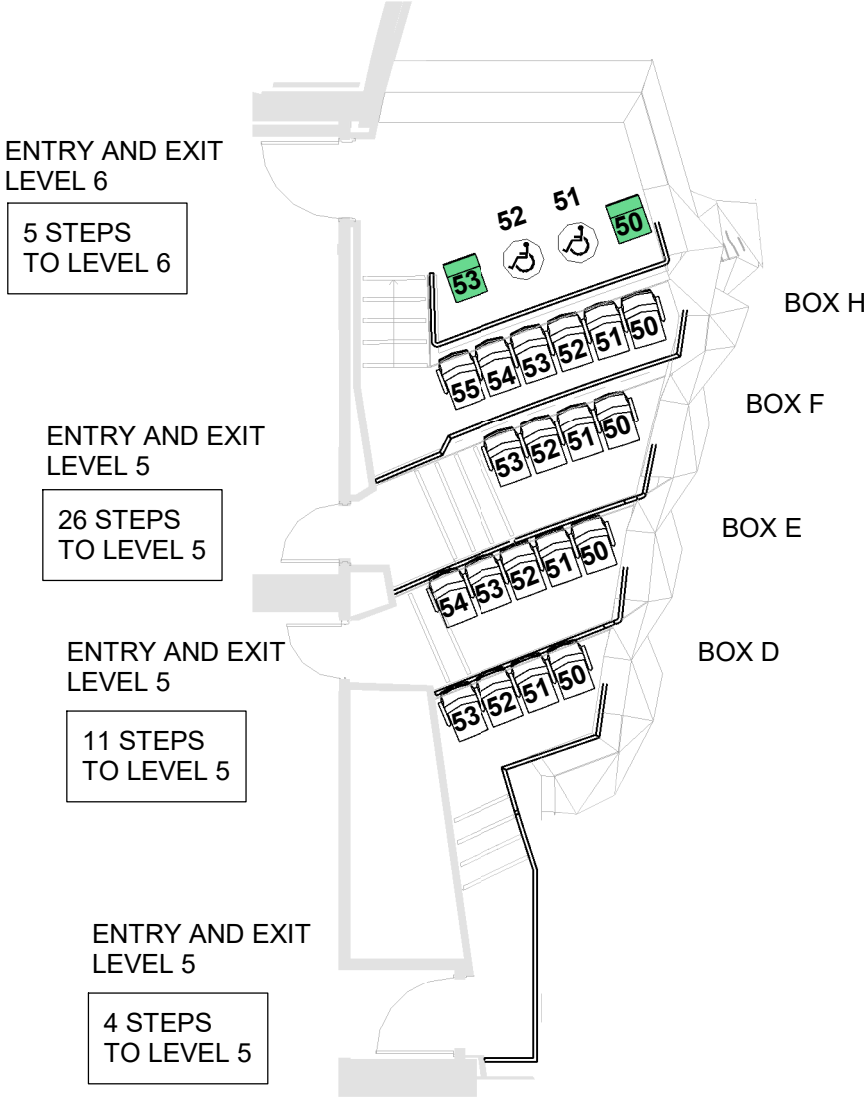 ENTRY AND EXIT
LEVEL 6
5 STEPS
TO LEVEL 6
52 51
53 50
BOX H
55 54 53 52 51 50
BOX F
53 52 51 50
ENTRY AND EXIT
LEVEL 5
26 STEPS
TO LEVEL 5
BOX E
54 53 52 51 50
ENTRY AND EXIT
LEVEL 5
11 STEPS
TO LEVEL 5
BOX D
53 52 51 50
ENTRY AND EXIT
LEVEL 5
4 STEPS
TO LEVEL 5